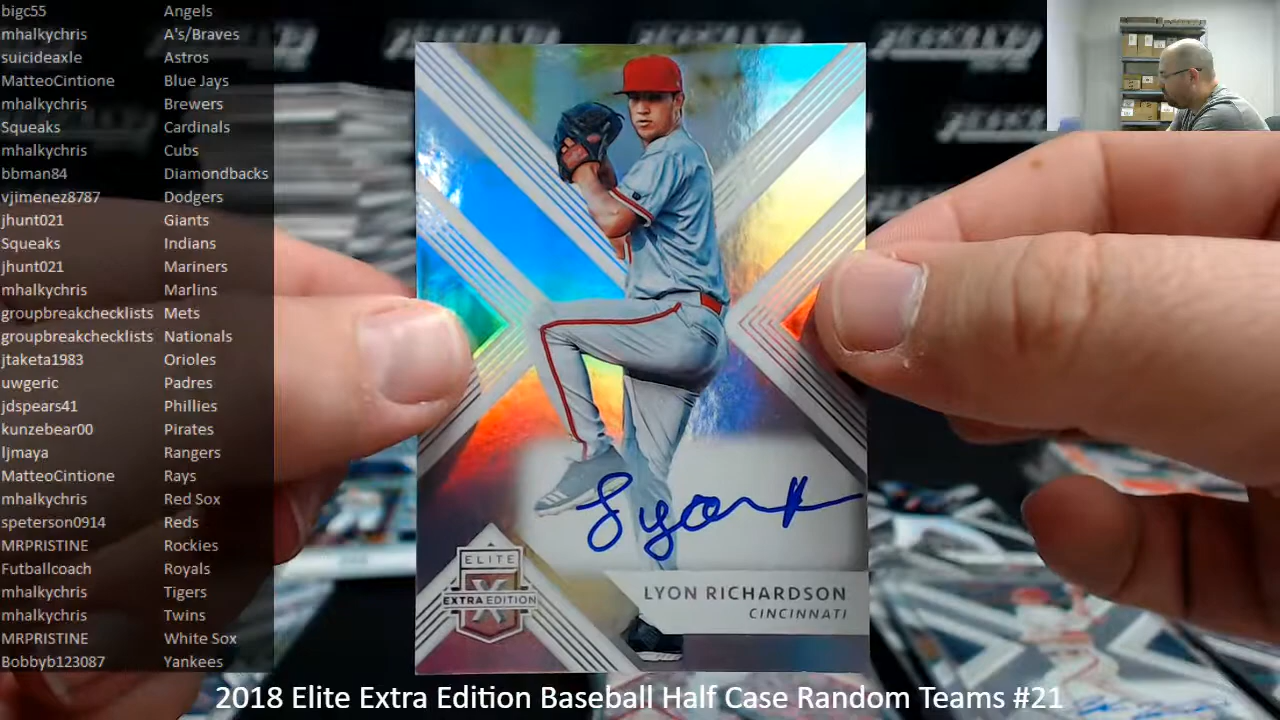 bigc55 Angels
mhalkychris A's/Braves
suicideaxle Astros
MatteoCintione Blue Jays
mhalkychris Brewers
Squeaks Cardinals
mhalkychris Cubs
bbman84 Diamondbacks
vjimenez8787 Dodgers
jhunt021 Giants
Squeaks Indians
jhunt021 Mariners
mhalkychris Marlins
groupbreakchecklists Mets
groupbreakchecklists Nationals
jtaketa1983 Orioles
uwgeric Padres
jdspears41 Phillies
kunzebear00 Pirates
ljmaya Rangers
MatteoCintione Rays
mhalkychris Red Sox
speterson0914 Reds
MRPRISTINE Rockies
Futballcoach Royals
mhalkychris Tigers
mhalkychris Twins
MRPRISTINE White Sox
Bobbyb123087 Yankees
ELITE
X
EXTRA EDITION
LYON RICHARDSON
CINCINNATI
2018 Elite Extra Edition Baseball Half Case Random Teams #21